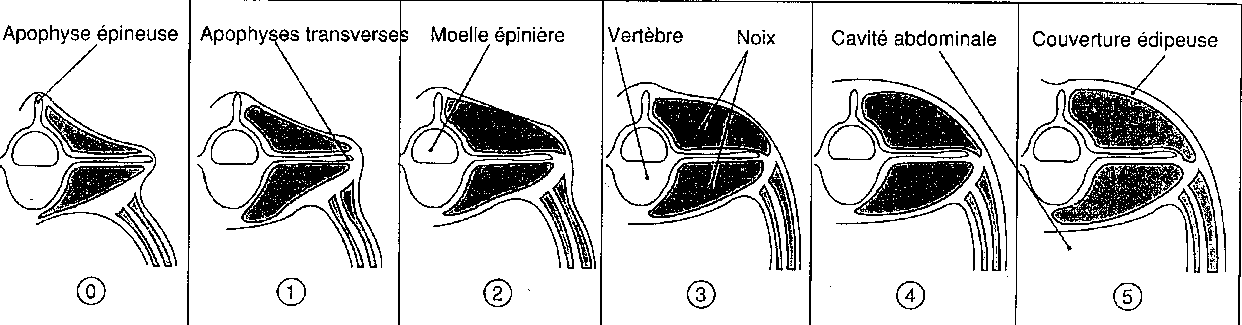 Apophyse épineuse
Apophyses transverses
Moelle épinière
Vertèbre
Noix
Cavité abdominale
Couverture édipeuse
0
1
2
3
4
5